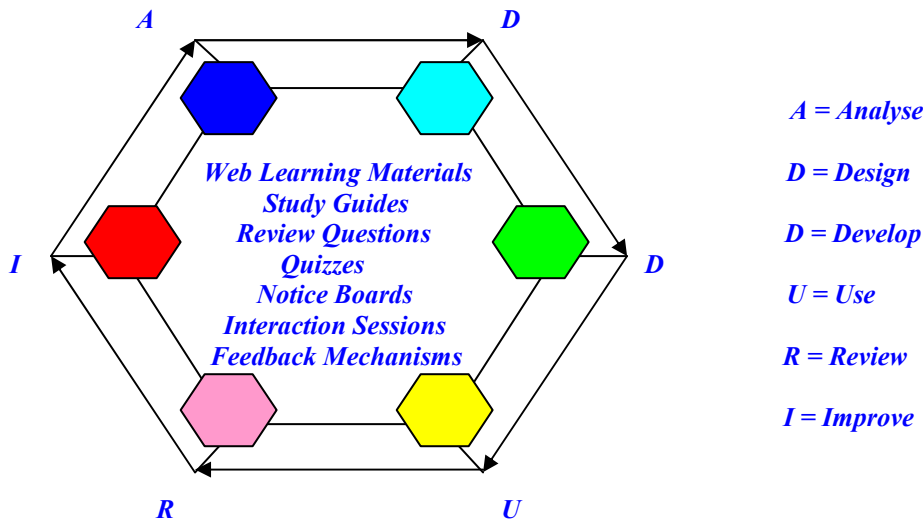 A
D
A = Analyse
Web Learning Materials
D = Design
Study Guides
Review Questions
D = Develop
I
Quizzes
D
Notice Boards
U = Use
Interaction Sessions
Feedback Mechanisms
R = Review
I = Improve
R
U